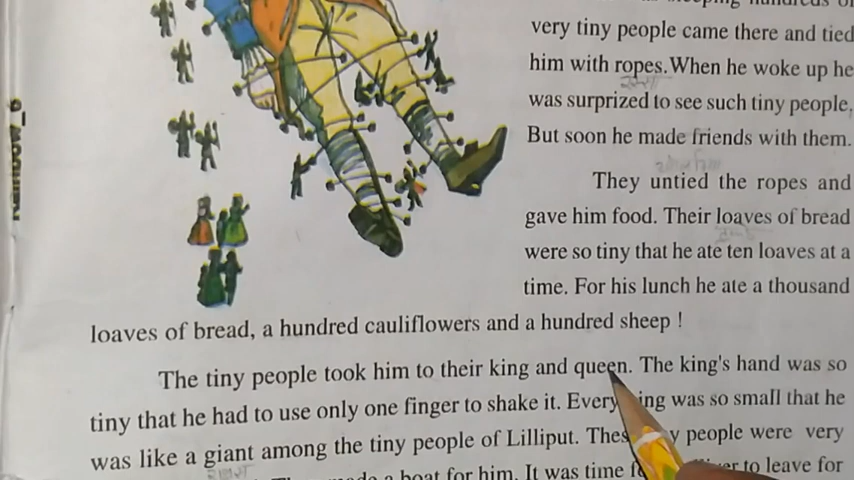 very tiny people came there and tied
him with ropes. When he woke up he
was surprized to see such tiny people.
But soon he made friends with them.
They untied the ropes and
gave him food. Their loaves of bread
were so tiny that he ate ten loaves at a
time. For his lunch he ate a thousand
loaves of bread, a hundred cauliflowers and a hundred sheep !
The tiny people took him to their king and queen. The king's hand was so
tiny that he had to use only one finger to shake it. Every was so small that he
was like a giant among the tiny people of Lilliput. people were very
a boat for him. It was time to leave for